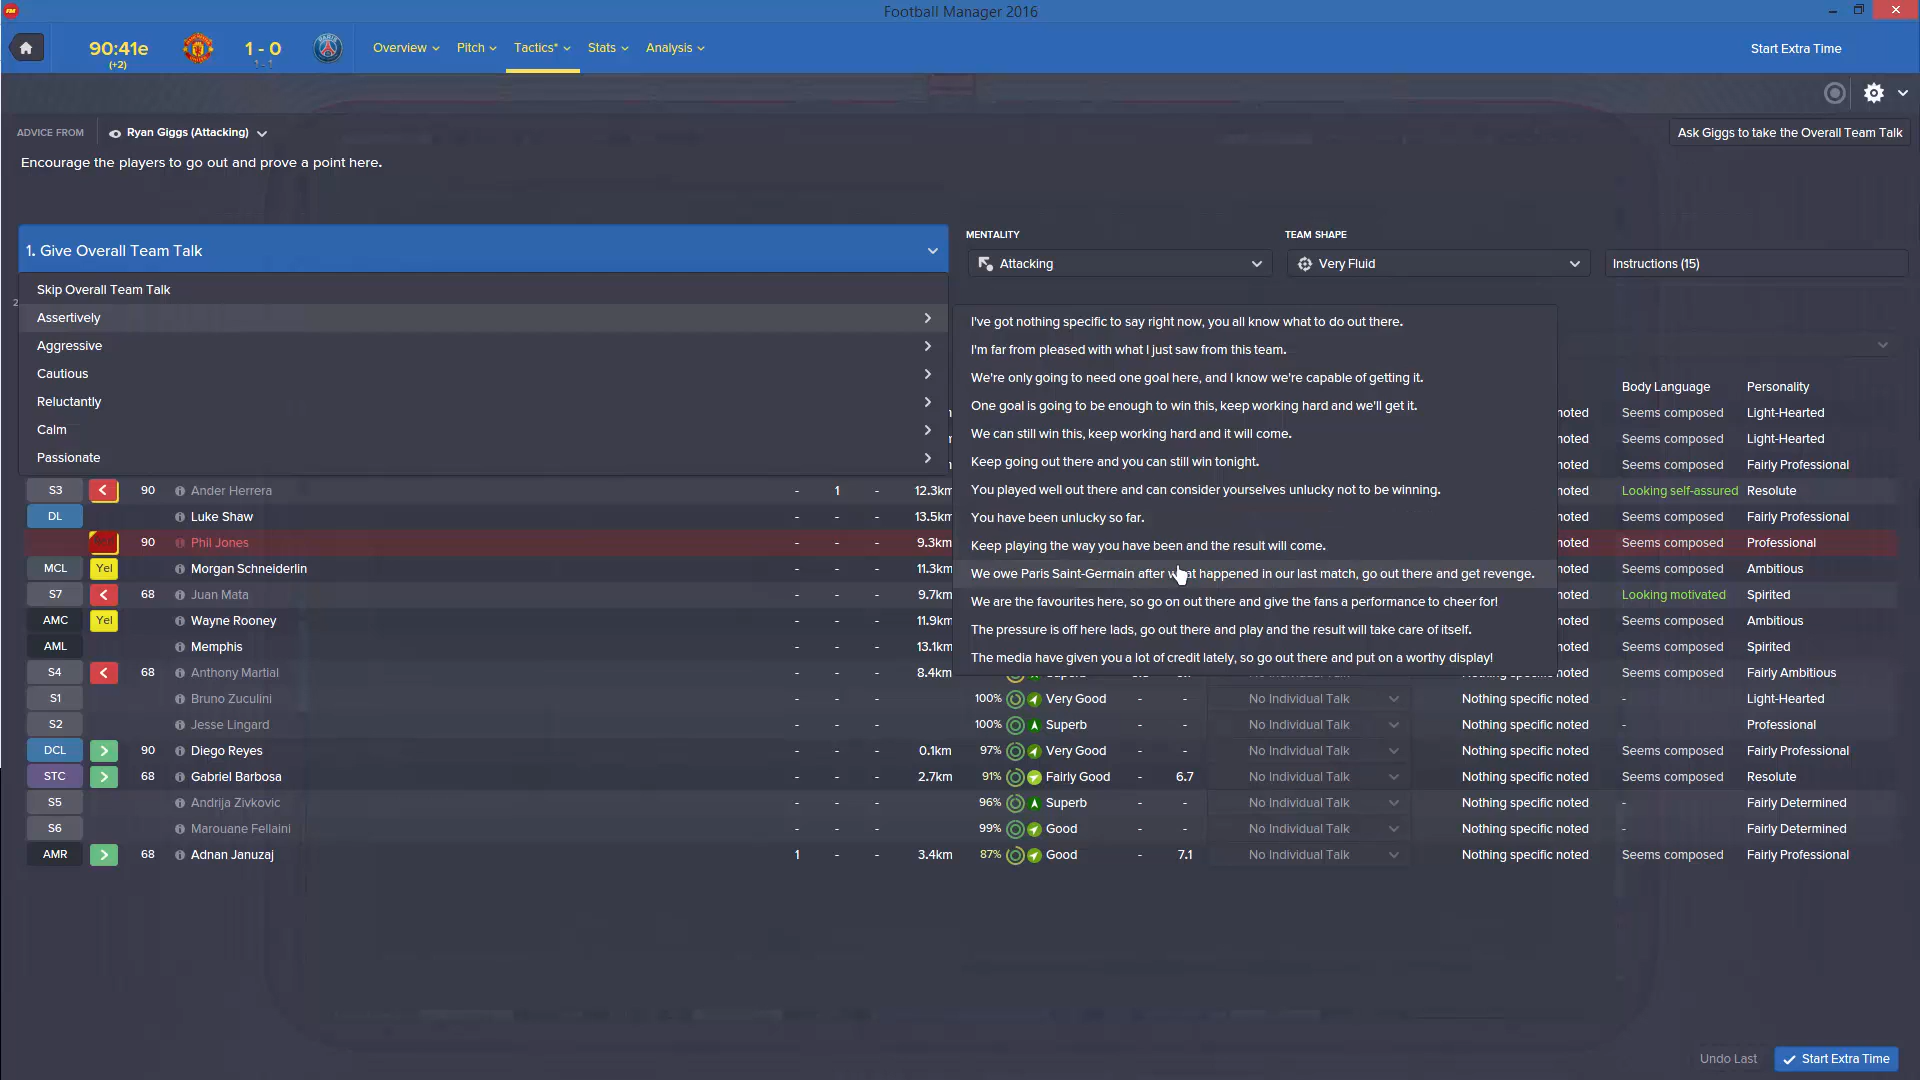 Football Manager 2016
90:41e
(+2)
1 - 0
1 - 1
Overview
Pitch
Tactics*
Stats
Analysis
Start Extra Time
ADVICE FROM
Ryan Giggs (Attacking)
Ask Giggs to take the Overall Team Talk
Encourage the players to go out and prove a point here.
MENTALITY
TEAM SHAPE
1. Give Overall Team Talk
Attacking
Very Fluid
Instructions (15)
Skip Overall Team Talk
Assertively
Aggressive
Cautious
Reluctantly
Calm
Passionate
I've got nothing specific to say right now, you all know what to do out there.
I'm far from pleased with what I just saw from this team.
We're only going to need one goal here, and I know we're capable of getting it.
One goal is going to be enough to win this, keep working hard and we'll get it.
We can still win this, keep working hard and it will come.
Keep going out there and you can still win tonight.
You played well out there and can consider yourselves unlucky not to be winning.
You have been unlucky so far.
Keep playing the way you have been and the result will come.
We owe Paris Saint-Germain after what happened in our last match, go out there and get revenge.
We are the favourites here, so go on out there and give the fans a performance to cheer for!
The pressure is off here lads, go out there and play and the result will take care of itself.
The media have given you a lot of credit lately, so go out there and put on a worthy display!
Body Language Personality
noted Seems composed Light-Hearted
noted Seems composed Light-Hearted
noted Seems composed Fairly Professional
S3 90 Ander Herrera - 1 - 12.3km noted Looking self-assured Resolute
DL Luke Shaw - - - 13.5km noted Seems composed Fairly Professional
90 Phil Jones - - - 9.3km noted Seems composed Professional
MCL Yel Morgan Schneiderlin - - - 11.3km noted Seems composed Ambitious
S7 68 Juan Mata - - - 9.7km noted Looking motivated Spirited
AMC Yel Wayne Rooney - - - 11.9km noted Seems composed Ambitious
AML Memphis - - - 13.1km noted Seems composed Spirited
S4 68 Anthony Martial - - - 8.4km Superb Nothing specific noted Seems composed Fairly Ambitious
S1 Bruno Zuculini 100% Very Good - - No Individual Talk Nothing specific noted - Light-Hearted
S2 Jesse Lingard 100% Superb - - No Individual Talk Nothing specific noted - Professional
DCL 90 Diego Reyes - - - 0.1km 97% Very Good - - No Individual Talk Nothing specific noted Seems composed Fairly Professional
STC 68 Gabriel Barbosa - - - 2.7km 91% Fairly Good - 6.7 No Individual Talk Nothing specific noted Seems composed Resolute
S5 Andrija Zivkovic 96% Superb - - No Individual Talk Nothing specific noted - Fairly Determined
S6 Marouane Fellaini 99% Good - - No Individual Talk Nothing specific noted - Fairly Determined
AMR 68 Adnan Januzaj 1 - - 3.4km 87% Good - 7.1 No Individual Talk Nothing specific noted Seems composed Fairly Professional
Undo Last
Start Extra Time